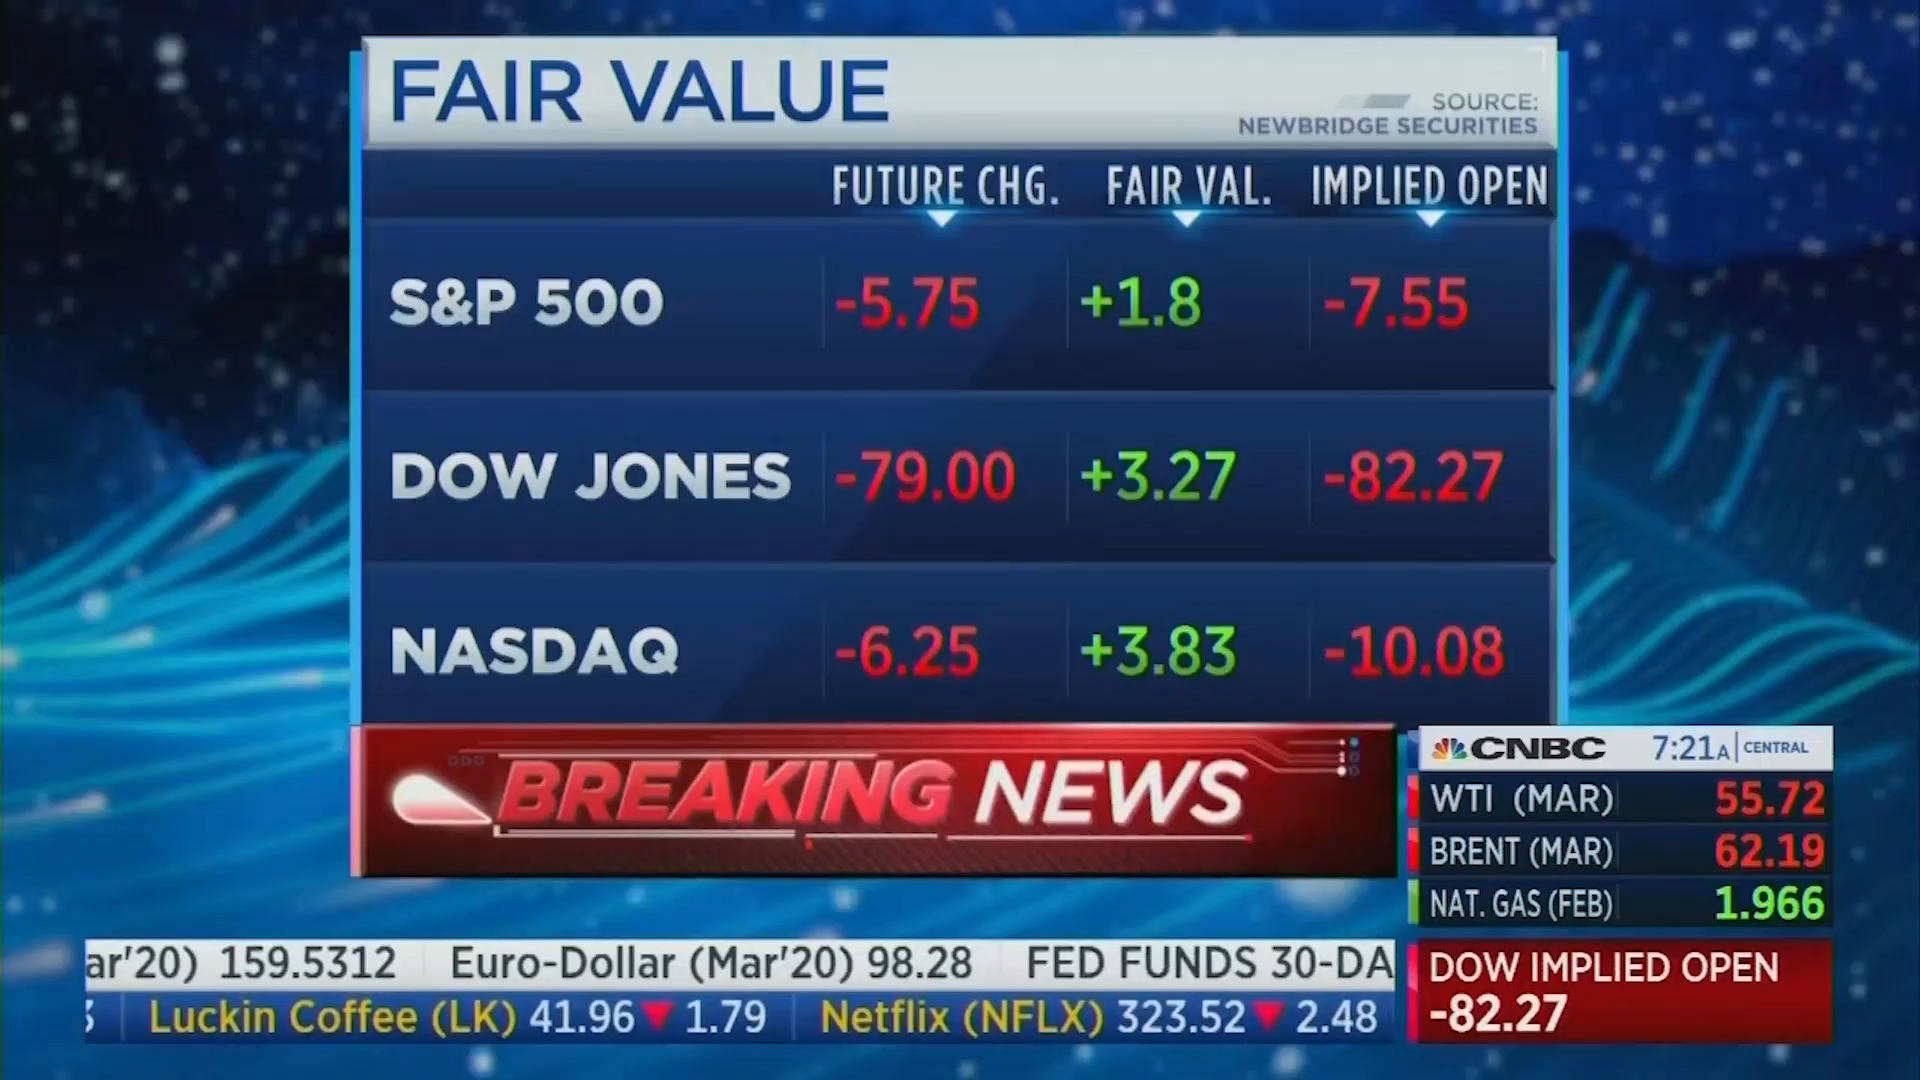 FAIR VALUE
SOURCE:
NEWBRIDGE SECURITIES
FUTURE CHG. FAIR VAL. IMPLIED OPEN
S&P 500 -5.75 +1.8 -7.55
DOW JONES -79.00 +3.27 -82.27
NASDAQ -6.25 +3.83 -10.08
BREAKING NEWS
CNBC 7:21A CENTRAL
WTI (MAR) 55.72
BRENT (MAR) 62.19
NAT. GAS (FEB) 1.966
ar'20) 159.5312 Euro-Dollar (Mar'20) 98.28 FED FUNDS 30-DA
Luckin Coffee (LK) 41.96 ▼ 1.79 Netflix (NFLX) 323.52 ▼ 2.48
DOW IMPLIED OPEN
-82.27